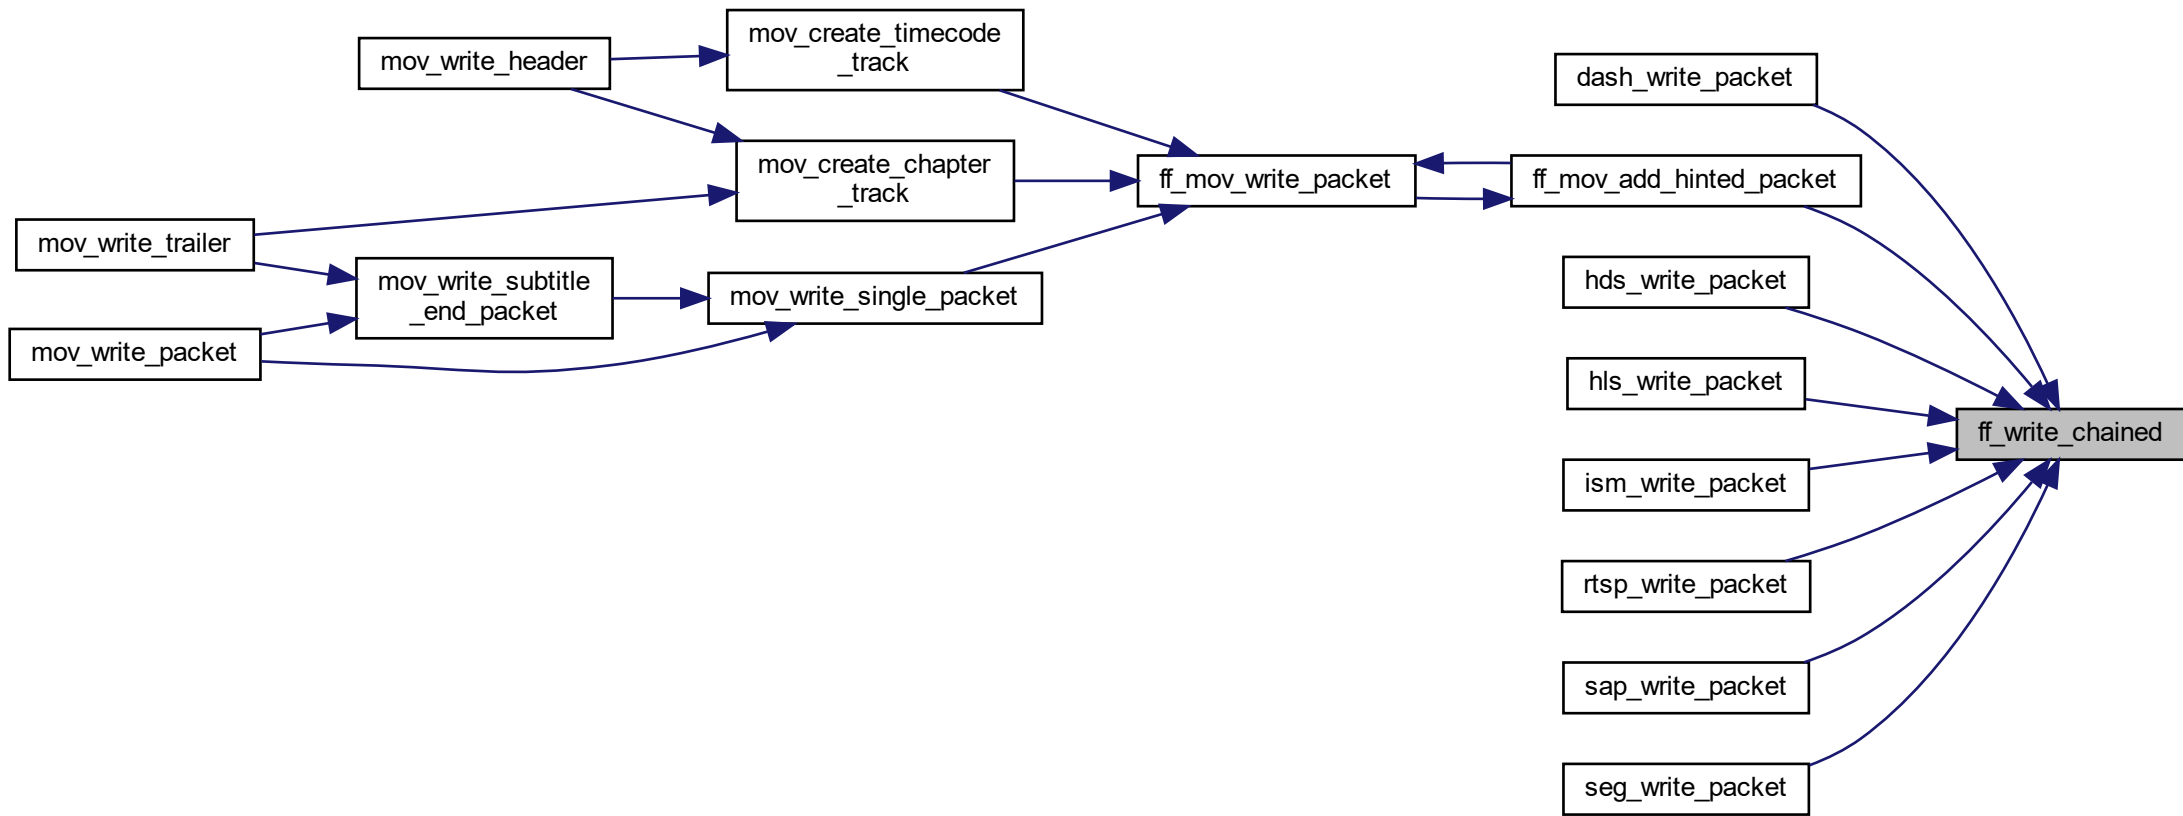 mov_create_timecode
_track
mov_write_header
dash_write_packet
mov_create_chapter
_track
ff_mov_write_packet
ff_mov_add_hinted_packet
mov_write_trailer
mov_write_subtitle
_end_packet
mov_write_single_packet
hds_write_packet
mov_write_packet
hls_write_packet
ff_write_chained
ism_write_packet
rtsp_write_packet
sap_write_packet
seg_write_packet